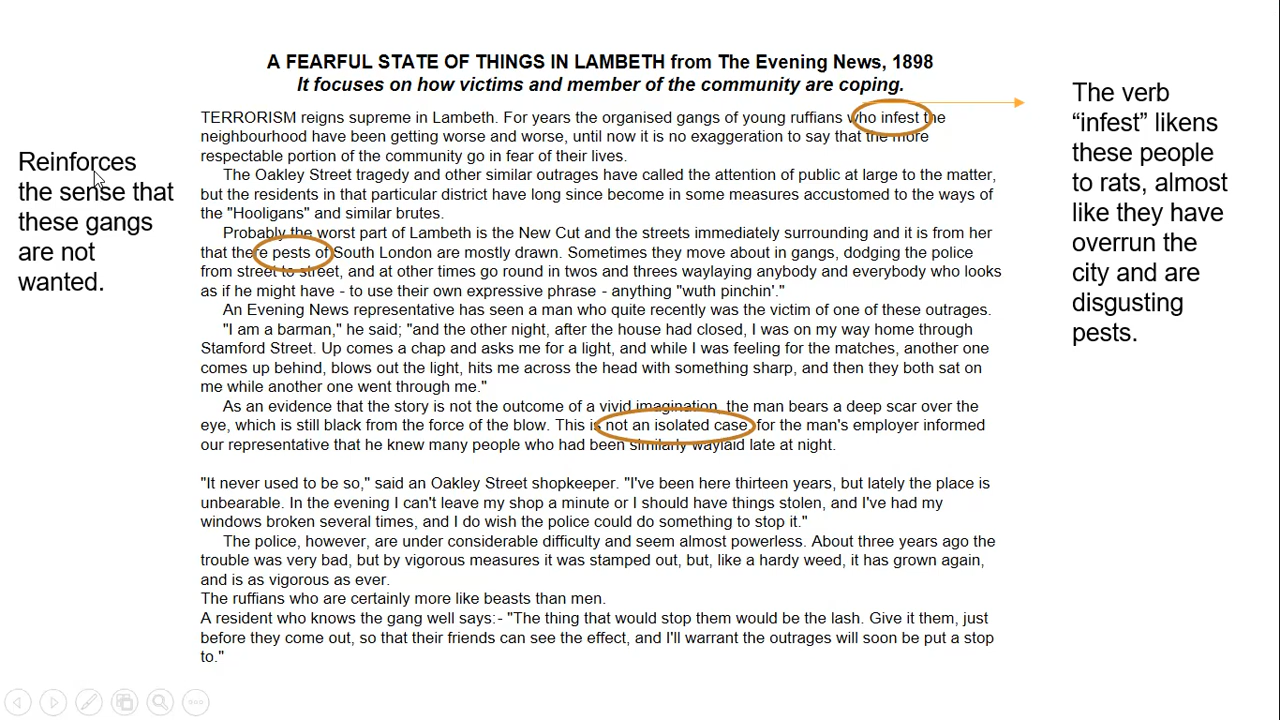 A FEARFUL STATE OF THINGS IN LAMBETH from The Evening News, 1898
It focuses on how victims and member of the community are coping.
TERRORISM reigns supreme in Lambeth. For years the organised gangs of young ruffians who infest the
neighbourhood have been getting worse and worse, until now it is no exaggeration to say that the more
respectable portion of the community go in fear of their lives.
The Oakley Street tragedy and other similar outrages have called the attention of public at large to the matter,
but the residents in that particular district have long since become in some measures accustomed to the ways of
the "Hooligans" and similar brutes.
Probably the worst part of Lambeth is the New Cut and the streets immediately surrounding and it is from her
that there pests of South London are mostly drawn. Sometimes they move about in gangs, dodging the police
from street to street, and at other times go round in twos and threes waylaying anybody and everybody who looks
as if he might have - to use their own expressive phrase - anything "wuth pinchin'."
An Evening News representative has seen a man who quite recently was the victim of one of these outrages.
"I am a barman," he said; "and the other night, after the house had closed, I was on my way home through
Stamford Street. Up comes a chap and asks me for a light, and while I was feeling for the matches, another one
comes up behind, blows out the light, hits me across the head with something sharp, and then they both sat on
me while another one went through me."
As an evidence that the story is not the outcome of a vivid imagination, the man bears a deep scar over the
eye, which is still black from the force of the blow. This is not an isolated case, for the man's employer informed
our representative that he knew many people who had been similarly waylaid late at night.
"It never used to be so," said an Oakley Street shopkeeper. "I've been here thirteen years, but lately the place is
unbearable. In the evening I can't leave my shop a minute or I should have things stolen, and I've had my
windows broken several times, and I do wish the police could do something to stop it."
The police, however, are under considerable difficulty and seem almost powerless. About three years ago the
trouble was very bad, but by vigorous measures it was stamped out, but, like a hardy weed, it has grown again,
and is as vigorous as ever.
The ruffians who are certainly more like beasts than men.
A resident who knows the gang well says:- "The thing that would stop them would be the lash. Give it them, just
before they come out, so that their friends can see the effect, and I'll warrant the outrages will soon be put a stop
to."
Reinforces
the sense that
these gangs
are not
wanted.
The verb
“infest” likens
these people
to rats, almost
like they have
overrun the
city and are
disgusting
pests.